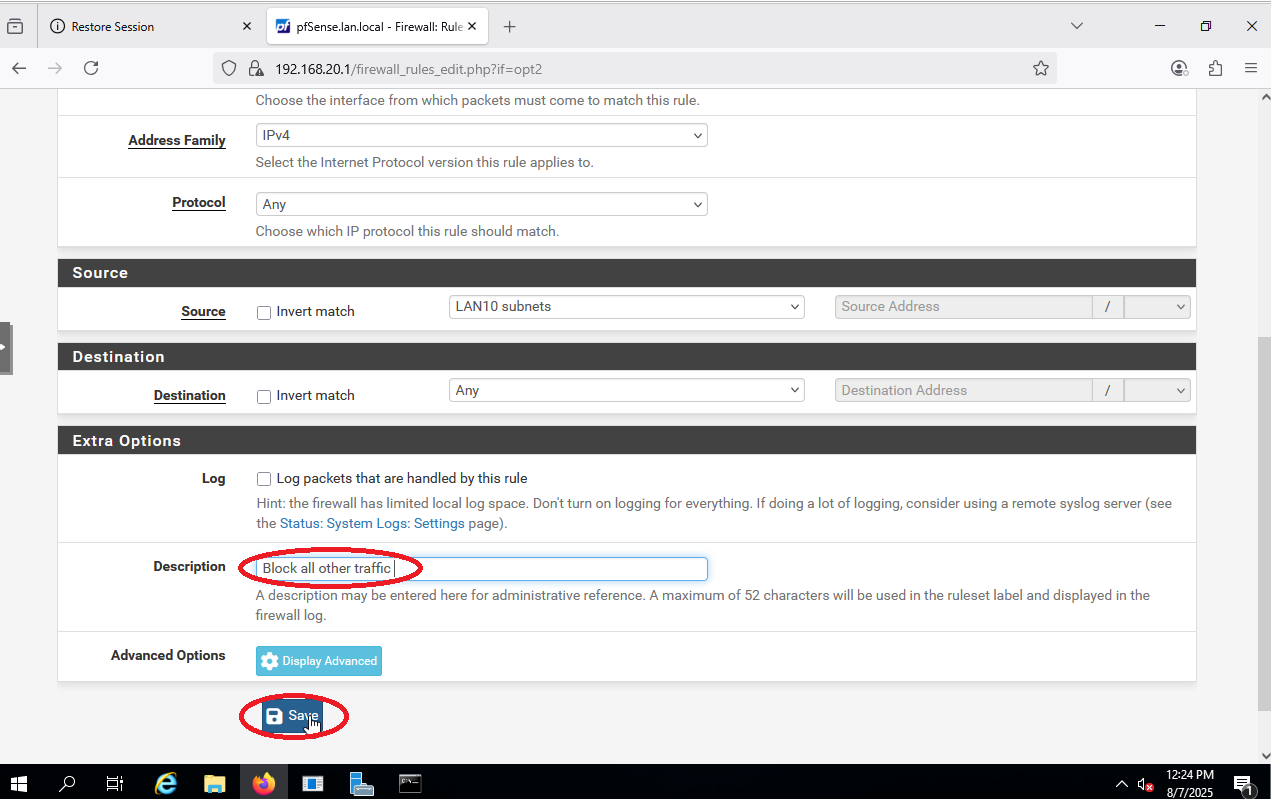 Restore Session
pfSense.lan.local - Firewall: Rule
192.168.20.1/firewall_rules_edit.php?if=opt2
Choose the interface from which packets must come to match this rule.
Address Family
IPv4
Select the Internet Protocol version this rule applies to.
Protocol
Any
Choose which IP protocol this rule should match.
Source
Source
Invert match
LAN10 subnets
Source Address
/
Destination
Destination
Invert match
Any
Destination Address
/
Extra Options
Log
Log packets that are handled by this rule
Hint: the firewall has limited local log space. Don't turn on logging for everything. If doing a lot of logging, consider using a remote syslog server (see
the Status: System Logs: Settings page).
Description
Block all other traffic
A description may be entered here for administrative reference. A maximum of 52 characters will be used in the ruleset label and displayed in the
firewall log.
Advanced Options
Display Advanced
Save
12:24 PM
8/7/2025
1